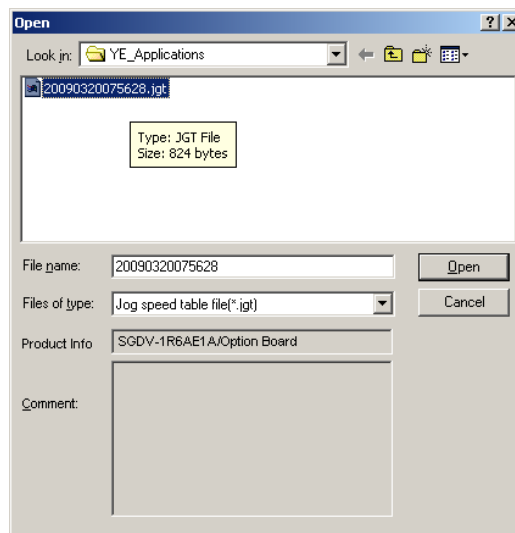 Open
Look in: YE_Applications
20090320075628.jgt
Type: JGT File
Size: 824 bytes
File name: 20090320075628 Open
Files of type: Jog speed table file(*.jgt) Cancel
Product Info SGDV-1R6AE1A/Option Board
Comment: